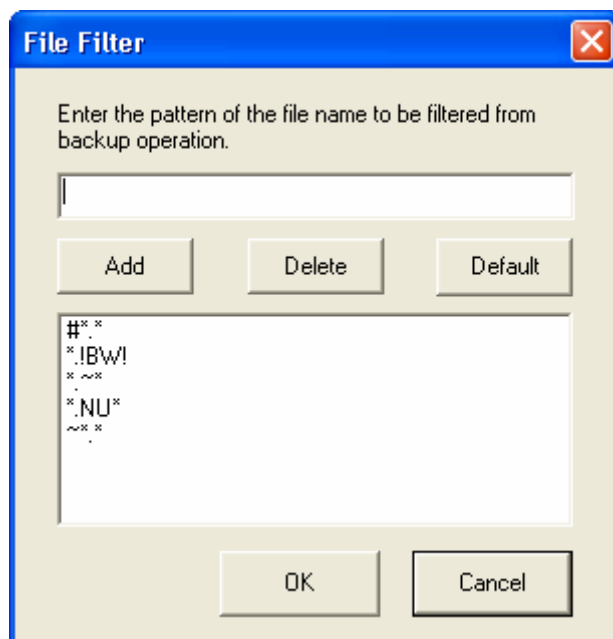 File Filter
Enter the pattern of the file name to be filtered from
backup operation.
Add Delete Default
#*.*
*.!BW!
*.~*
*.NU*
~*.*
OK Cancel